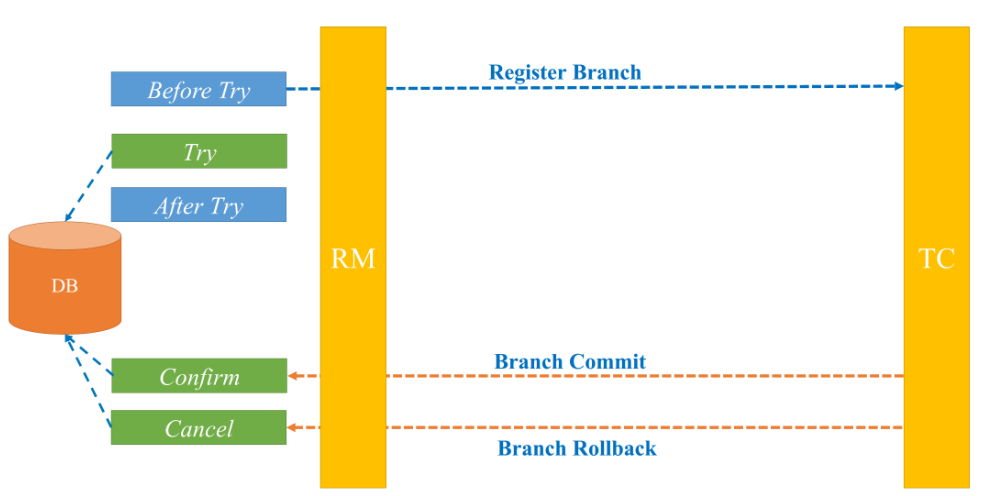 Register Branch
Before Try
Try
After Try
RM
TC
DB
Branch Commit
Confirm
Cancel
Branch Rollback